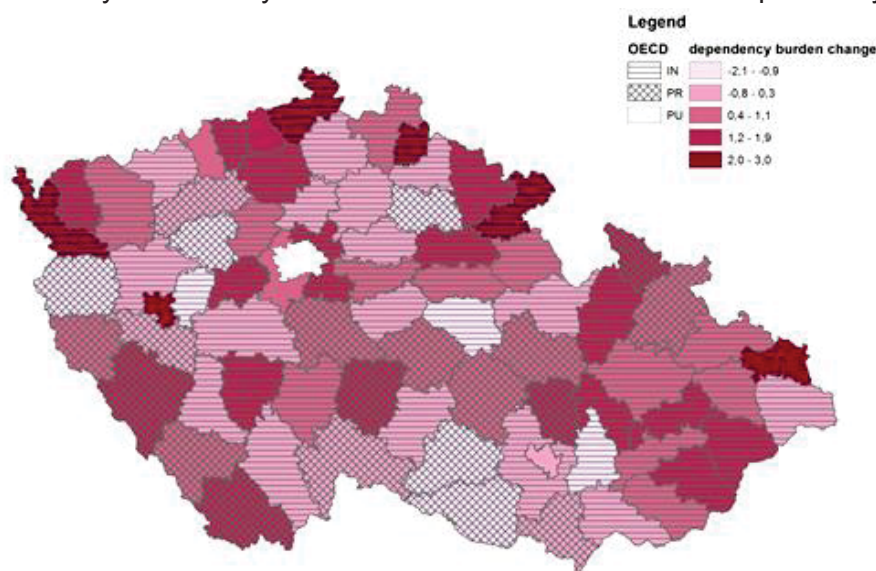 Legend
OECD dependency burden change
IN -2,1 - -0,9
PR -0,8 - 0,3
PU 0,4 - 1,1
1,2 - 1,9
2,0 - 3,0